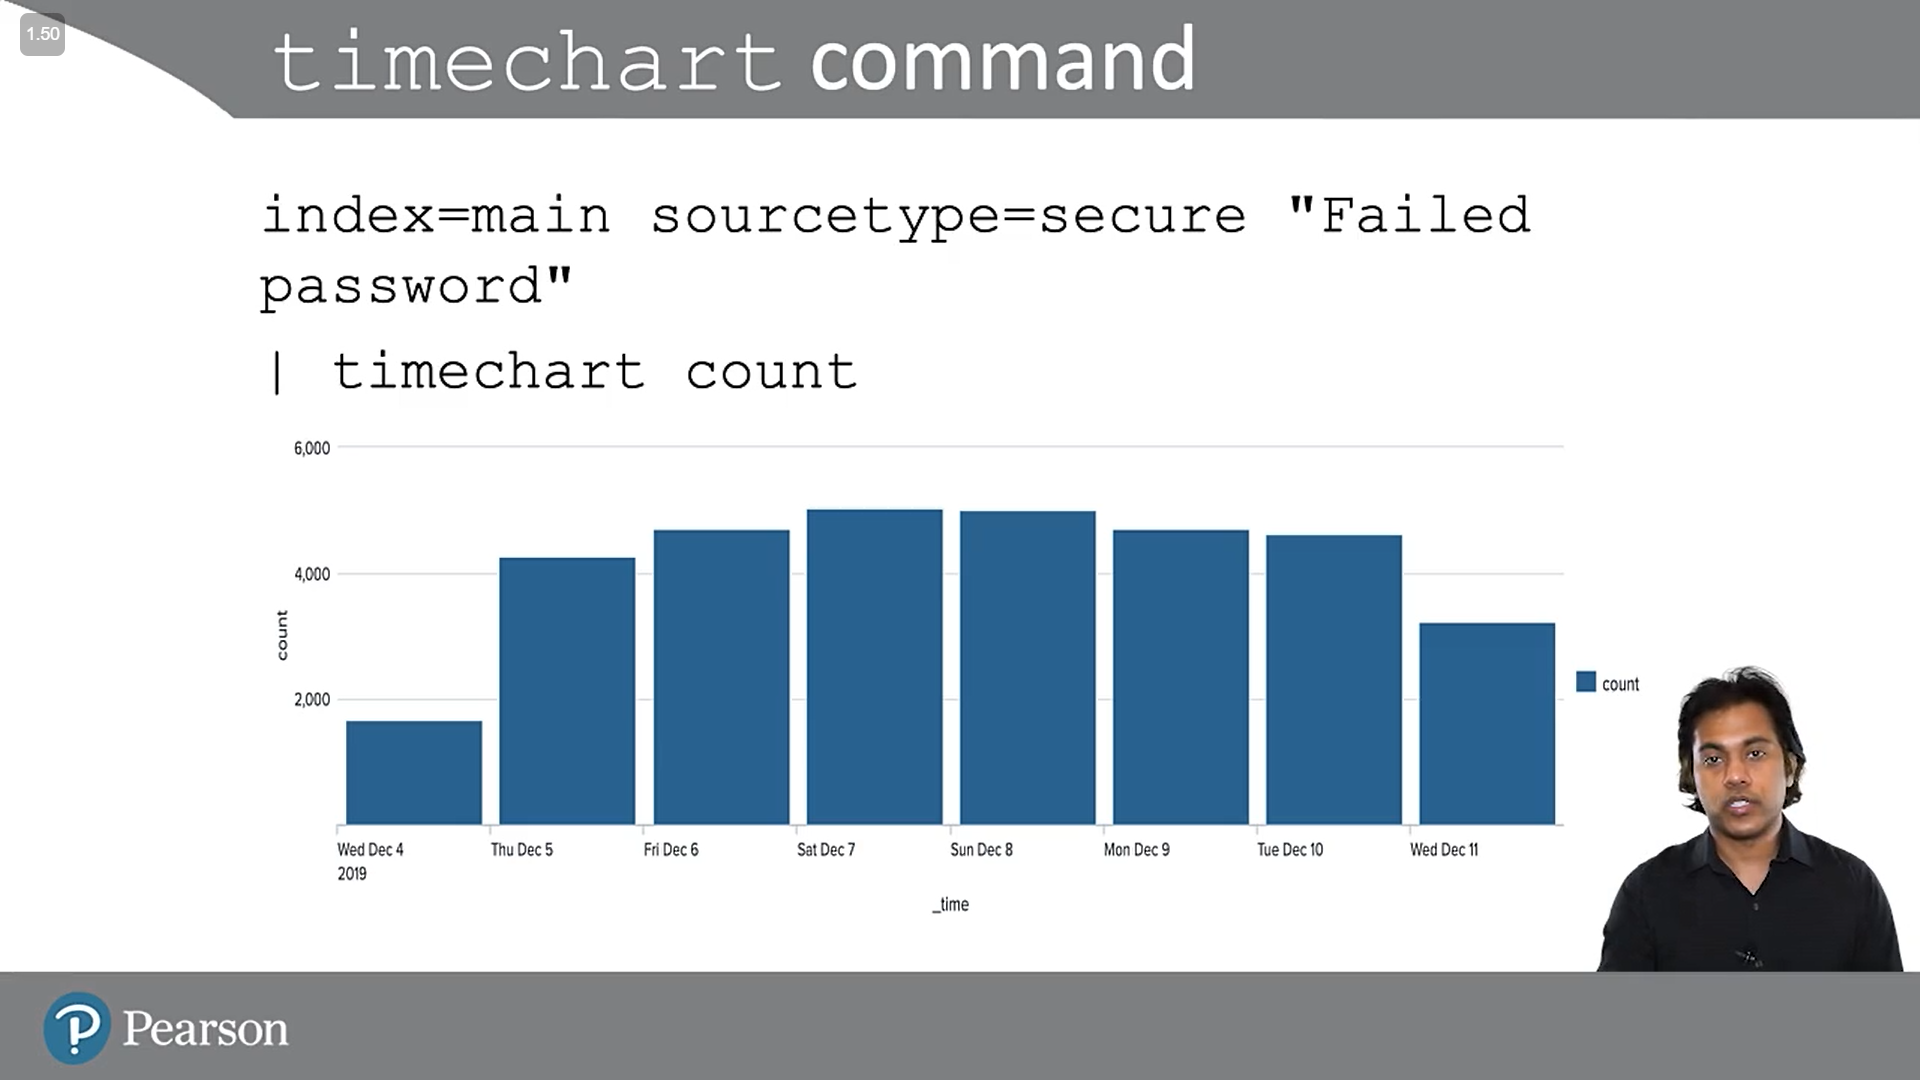 1.50
timechart command
index=main sourcetype=secure "Failed
password"
| timechart count
6,000
4,000
2,000
count
count
Wed Dec 4
2019
Thu Dec 5
Fri Dec 6
Sat Dec 7
Sun Dec 8
Mon Dec 9
Tue Dec 10
Wed Dec 11
_time
Pearson